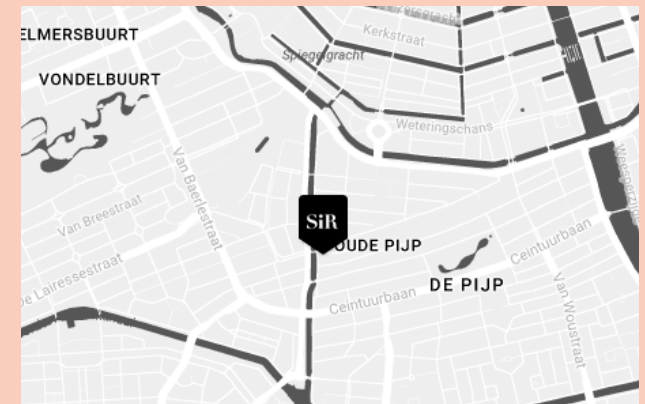 Kerkstraat
ELMERSBUURT
Spiegelgracht
VONDELBUURT
Weteringschans
Van Baerlestraat
Weesperzijde
Van Breestraat
SiR
OUDE PIJP
Ceintuurbaan
De Lairessestraat
DE PIJP
Ceintuurbaan
Van Woustraat